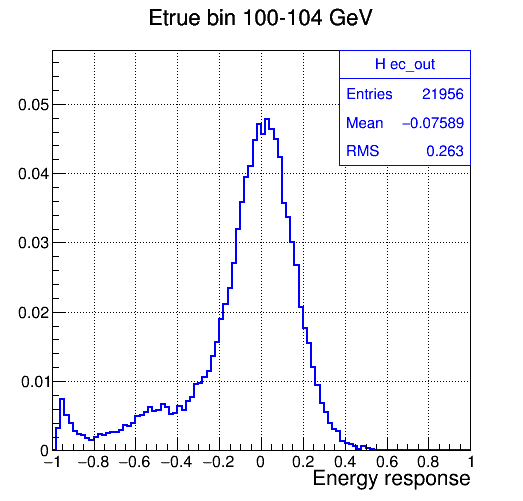 Etrue bin 100-104 GeV
H ec_out
Entries 21956
Mean −0.07589
RMS 0.263
0.05
0.04
0.03
0.02
0.01
0
−1 −0.8 −0.6 −0.4 −0.2 0 0.2 0.4 0.6 0.8 1
Energy response